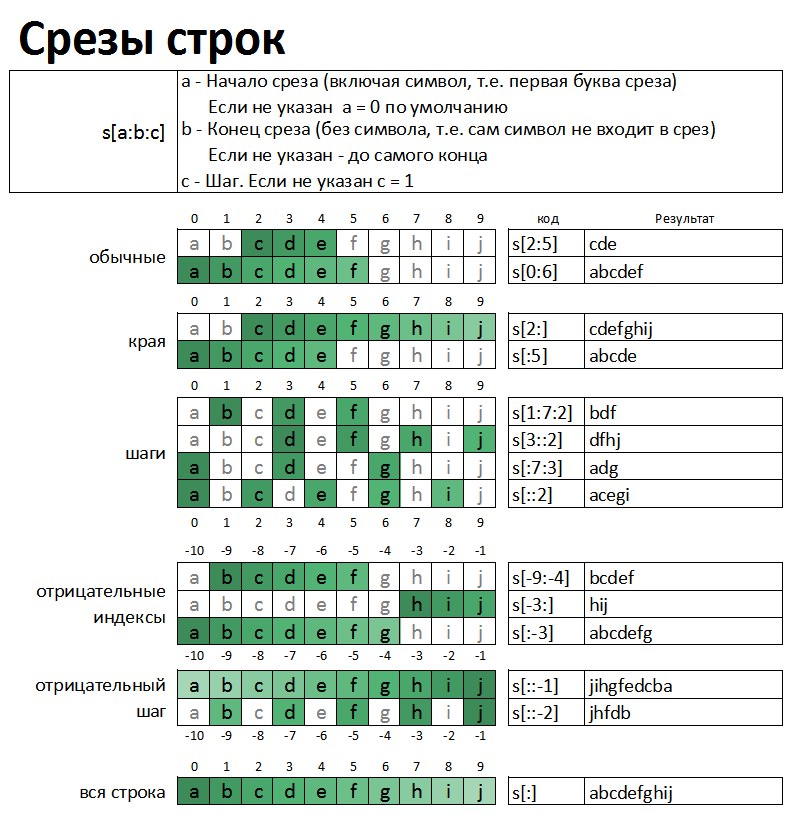 Срезы строк
s[a:b:c]
a - Начало среза (включая символ, т.е. первая буква среза)
Если не указан a = 0 по умолчанию
b - Конец среза (без символа, т.е. сам символ не входит в срез)
Если не указан - до самого конца
c - Шаг. Если не указан c = 1
0 1 2 3 4 5 6 7 8 9 код Результат
обычные
a b c d e f g h i j s[2:5] cde
a b c d e f g h i j s[0:6] abcdef
0 1 2 3 4 5 6 7 8 9
края
a b c d e f g h i j s[2:] cdefghij
a b c d e f g h i j s[:5] abcde
0 1 2 3 4 5 6 7 8 9
шаги
a b c d e f g h i j s[1:7:2] bdf
a b c d e f g h i j s[3::2] dfhj
a b c d e f g h i j s[:7:3] adg
a b c d e f g h i j s[::2] acegi
0 1 2 3 4 5 6 7 8 9
-10 -9 -8 -7 -6 -5 -4 -3 -2 -1
отрицательные
индексы
a b c d e f g h i j s[-9:-4] bcdef
a b c d e f g h i j s[-3:] hij
a b c d e f g h i j s[:-3] abcdefg
-10 -9 -8 -7 -6 -5 -4 -3 -2 -1
отрицательный
шаг
a b c d e f g h i j s[::-1] jihgfedcba
a b c d e f g h i j s[::-2] jhfdb
-10 -9 -8 -7 -6 -5 -4 -3 -2 -1
0 1 2 3 4 5 6 7 8 9
вся строка
a b c d e f g h i j s[:] abcdefghij